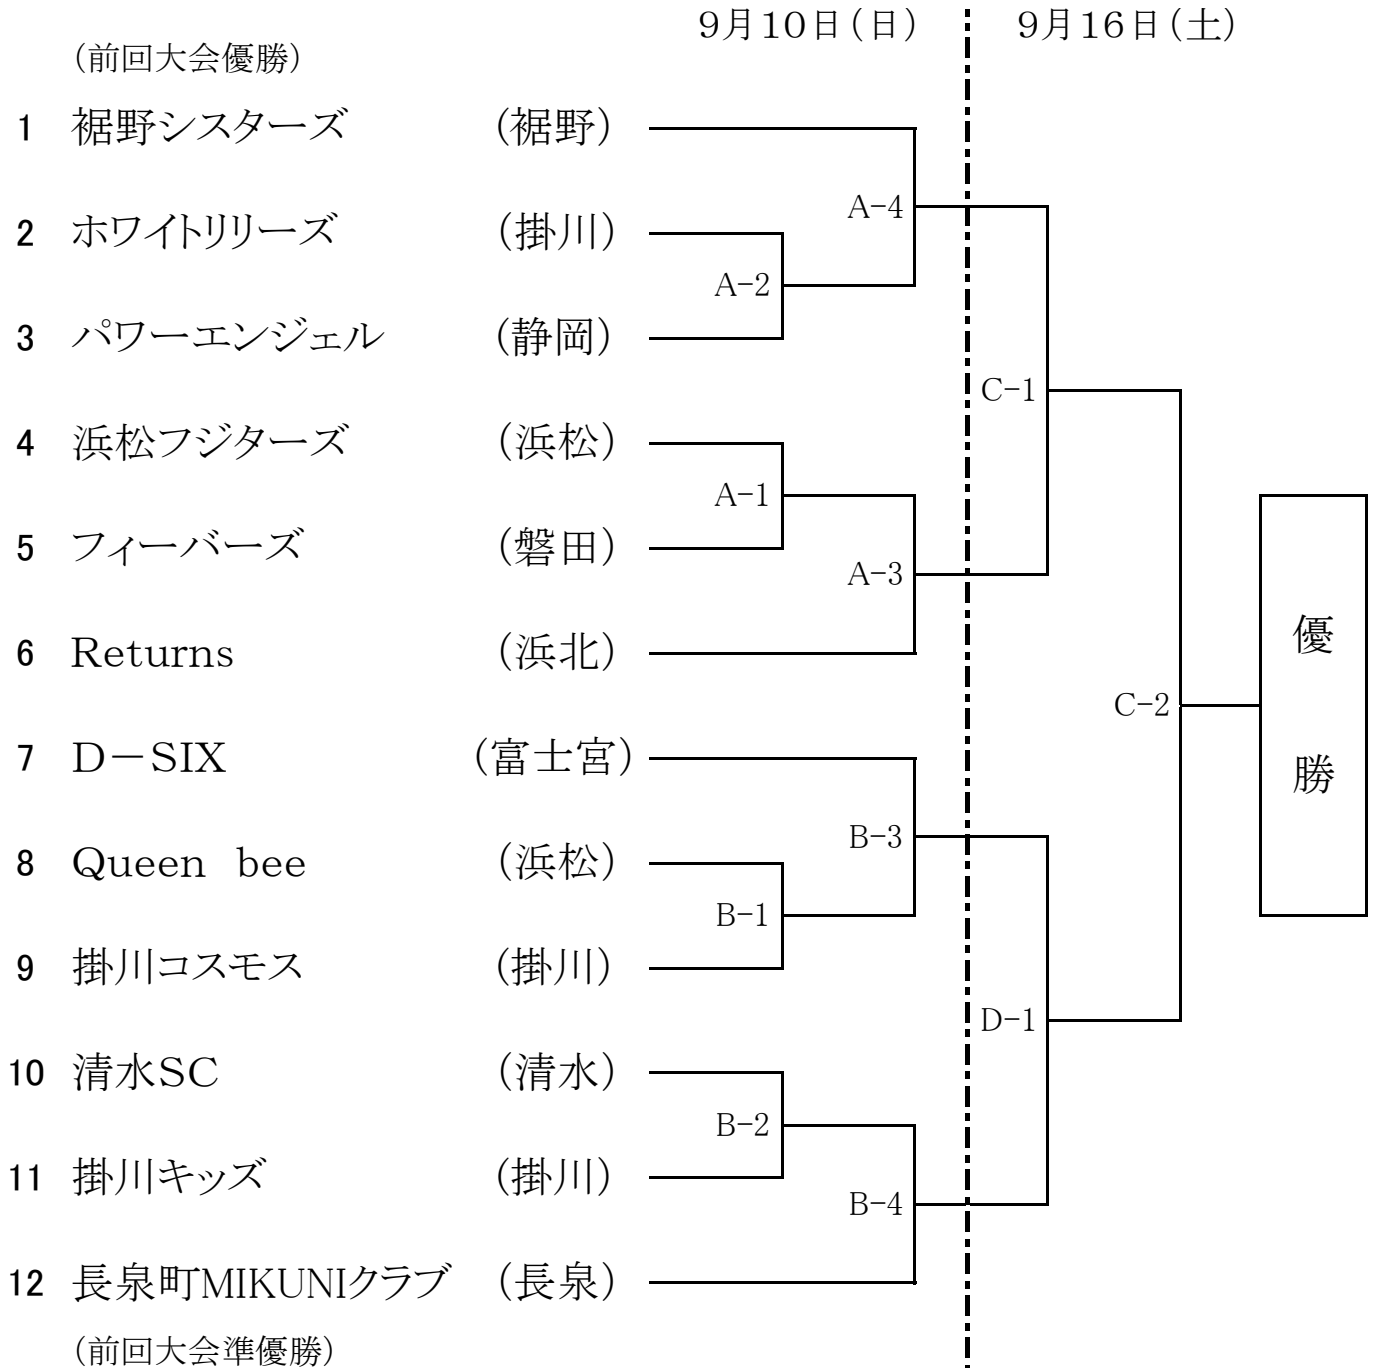 9月10日(日) 9月16日(土)
(前回大会優勝)
1 裾野シスターズ (裾野)
A-4
2 ホワイトリリーズ (掛川)
A-2
3 パワーエンジェル (静岡)
C-1
4 浜松フジターズ (浜松)
A-1
5 フィーバーズ (磐田)
A-3
優
6 Returns (浜北)
C-2
7 D-SIX (富士宮)
勝
B-3
8 Queen bee (浜松)
B-1
9 掛川コスモス (掛川)
D-1
10 清水SC (清水)
B-2
11 掛川キッズ (掛川)
B-4
12 長泉町MIKUNIクラブ (長泉)
(前回大会準優勝)